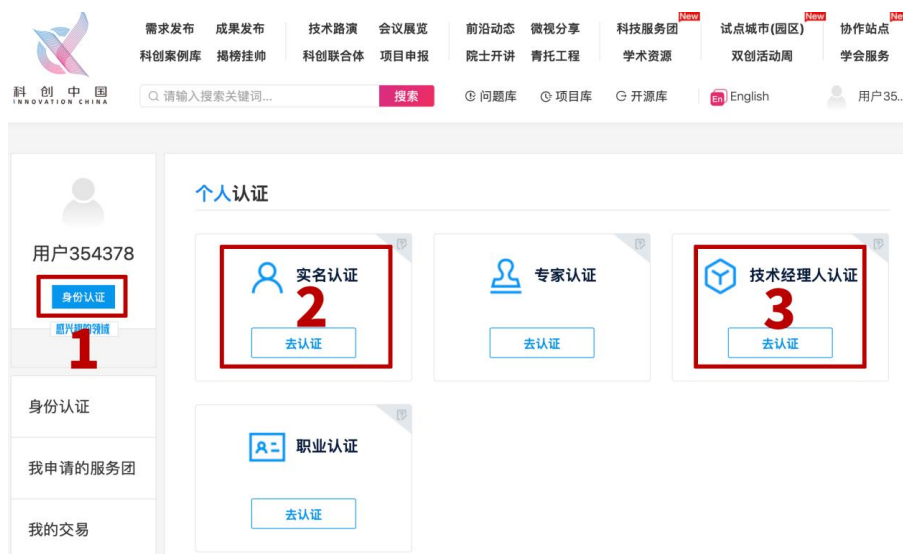 需求发布 成果发布 技术路演 会议展览 前沿动态 微视分享 科技服务团 New 试点城市(园区) New 协作站点 New
科创案例库 揭榜挂帅 科创联合体 项目申报 院士开讲 青托工程 学术资源 双创活动周 学会服务
科创中国
INNOVATION CHINA
请输入搜索关键词... 搜索 问题库 项目库 开源库 En English 用户35...
个人认证
用户354378
身份认证
感兴趣的领域
1
实名认证
2
去认证
专家认证
去认证
技术经理人认证
3
去认证
身份认证
我申请的服务团
我的交易
职业认证
去认证